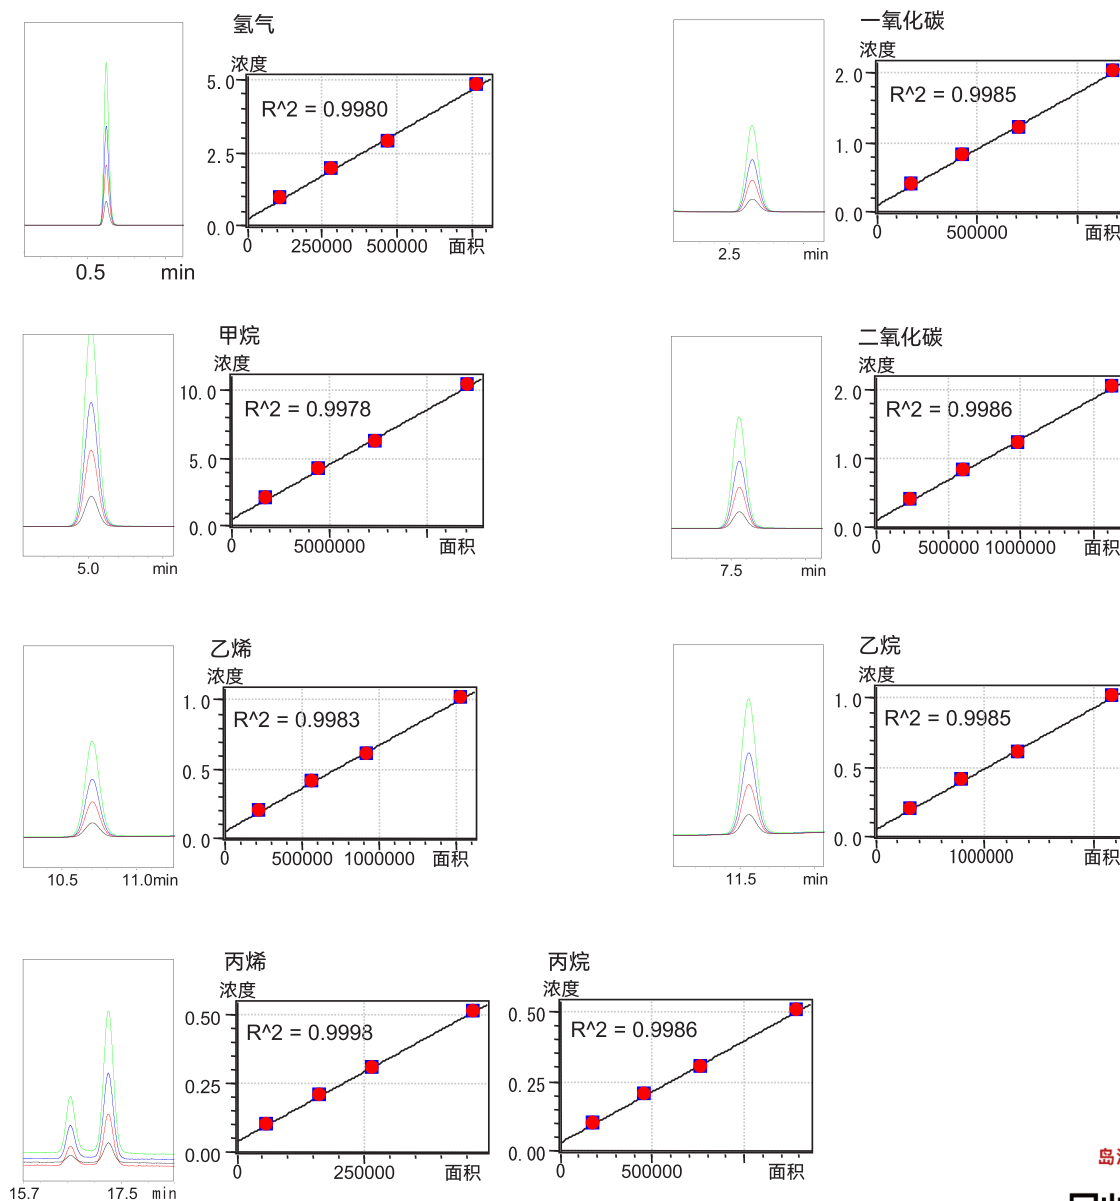 氢气
浓度
5.0
R^2 = 0.9980
2.5
0.0
0 250000 500000 面积
0.5 min
一氧化碳
浓度
2.0
R^2 = 0.9985
1.0
0.0
0 500000
2.5 min
甲烷
浓度
10.0
R^2 = 0.9978
5.0
0.0
0 5000000 面积
5.0 min
二氧化碳
浓度
2.0
R^2 = 0.9986
1.0
0.0
0 500000 1000000 面积
7.5 min
乙烯
浓度
1.0
R^2 = 0.9983
0.5
0.0
0 500000 1000000 面积
10.5 11.0min
乙烷
浓度
1.0
R^2 = 0.9985
0.5
0.0
0 1000000 面积
11.5 min
丙烯
浓度
0.50
R^2 = 0.9998
0.25
0.00
0 250000 面积
15.7 17.5 min
丙烷
浓度
0.50
R^2 = 0.9986
0.25
0.00
0 500000 面积